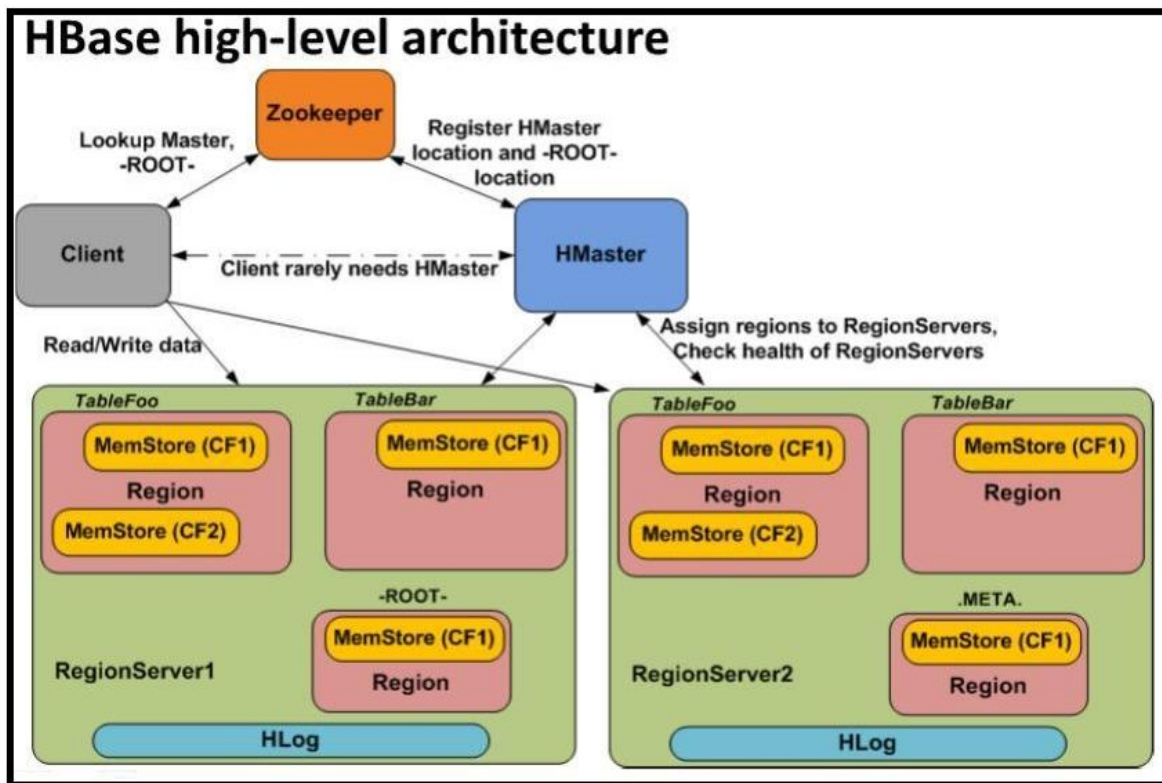 HBase high-level architecture
Zookeeper
Lookup Master,
-ROOT-
Register HMaster
location and -ROOT-
location
Client
Client rarely needs HMaster
HMaster
Read/Write data
Assign regions to RegionServers,
Check health of RegionServers
TableFoo
TableBar
MemStore (CF1)
Region
MemStore (CF2)
MemStore (CF1)
Region
-ROOT-
MemStore (CF1)
Region
RegionServer1
HLog
TableFoo
TableBar
MemStore (CF1)
Region
MemStore (CF2)
MemStore (CF1)
Region
.META.
MemStore (CF1)
Region
RegionServer2
HLog